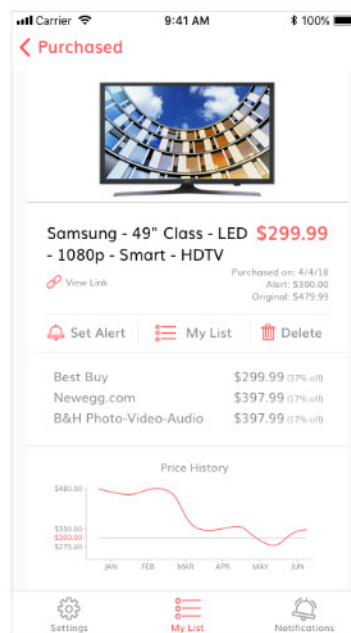 Carrier 9:41 AM 100%
Purchased
Samsung - 49" Class - LED $299.99
- 1080p - Smart - HDTV
View Link
Purchased on: 4/4/18
Alert: $300.00
Original: $479.99
Set Alert My List Delete
Best Buy $299.99 (37% off)
Newegg.com $397.99 (17% off)
B&H Photo-Video-Audio $397.99 (17% off)
Price History
$480.00
$350.00
$300.00
$275.00
JAN FEB MAR APR MAY JUN
Settings My List Notifications